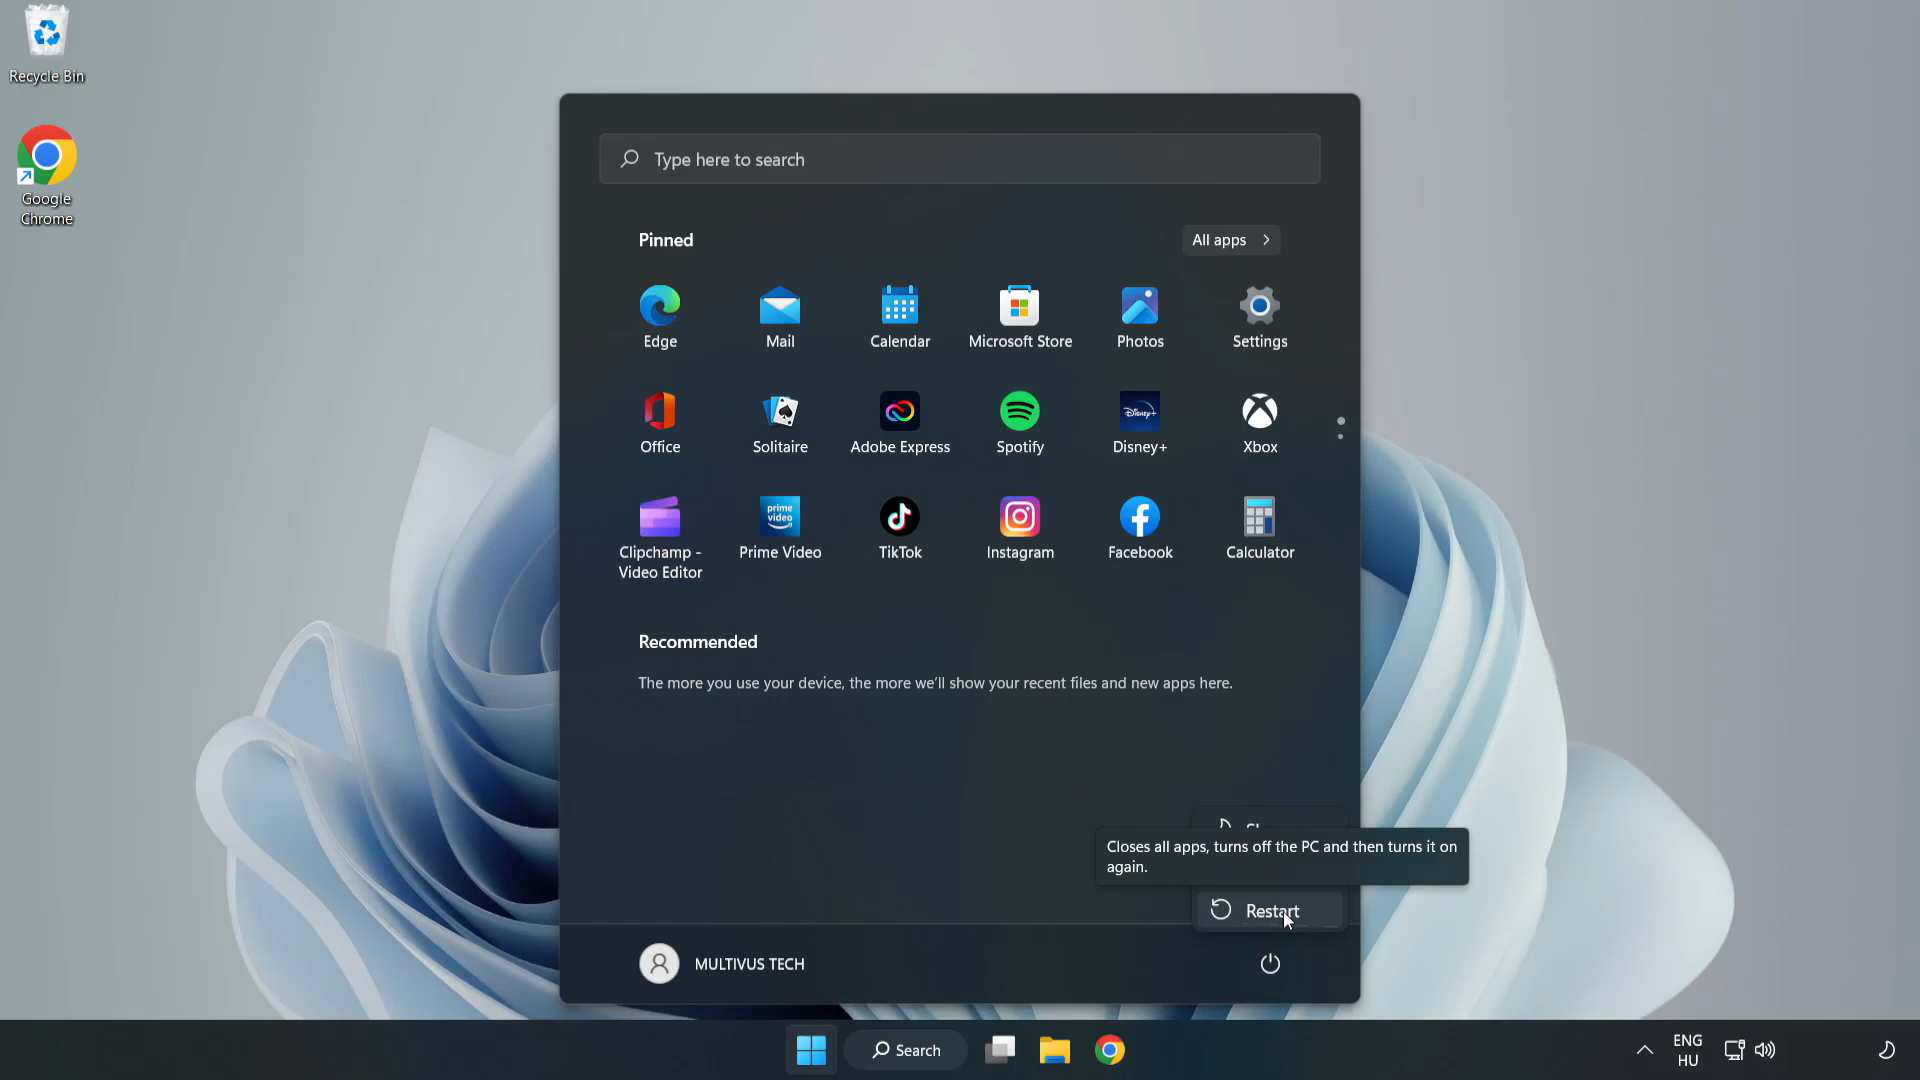 Recycle Bin
Google
Chrome
Type here to search
Pinned
All apps
Edge
Mail
Calendar
Microsoft Store
Photos
Settings
Office
Solitaire
Adobe Express
Spotify
Disney+
Xbox
Clipchamp -
Video Editor
prime
video
Prime Video
TikTok
Instagram
Facebook
Calculator
Recommended
The more you use your device, the more we'll show your recent files and new apps here.
Closes all apps, turns off the PC and then turns it on
again.
Restart
MULTIVUS TECH
Search
ENG
HU